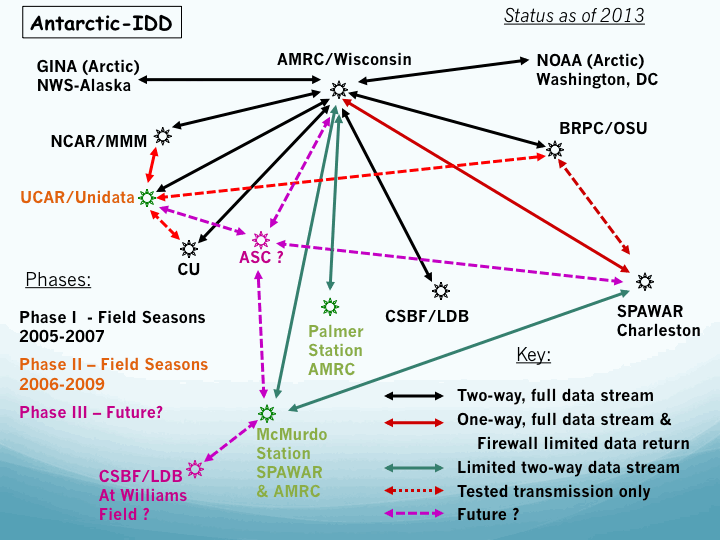 Antarctic-IDD
Status as of 2013
AMRC/Wisconsin
GINA (Arctic)
NWS-Alaska
NOAA (Arctic)
Washington, DC
NCAR/MMM
BRPC/OSU
UCAR/Unidata
CU
ASC ?
CSBF/LDB
SPAWAR
Charleston
Palmer
Station
AMRC
McMurdo
Station
SPAWAR
& AMRC
CSBF/LDB
At Williams
Field ?
Phases:
Phase I - Field Seasons
2005-2007
Phase II – Field Seasons
2006-2009
Phase III – Future?
Key:
Two-way, full data stream
One-way, full data stream &
Firewall limited data return
Limited two-way data stream
Tested transmission only
Future ?